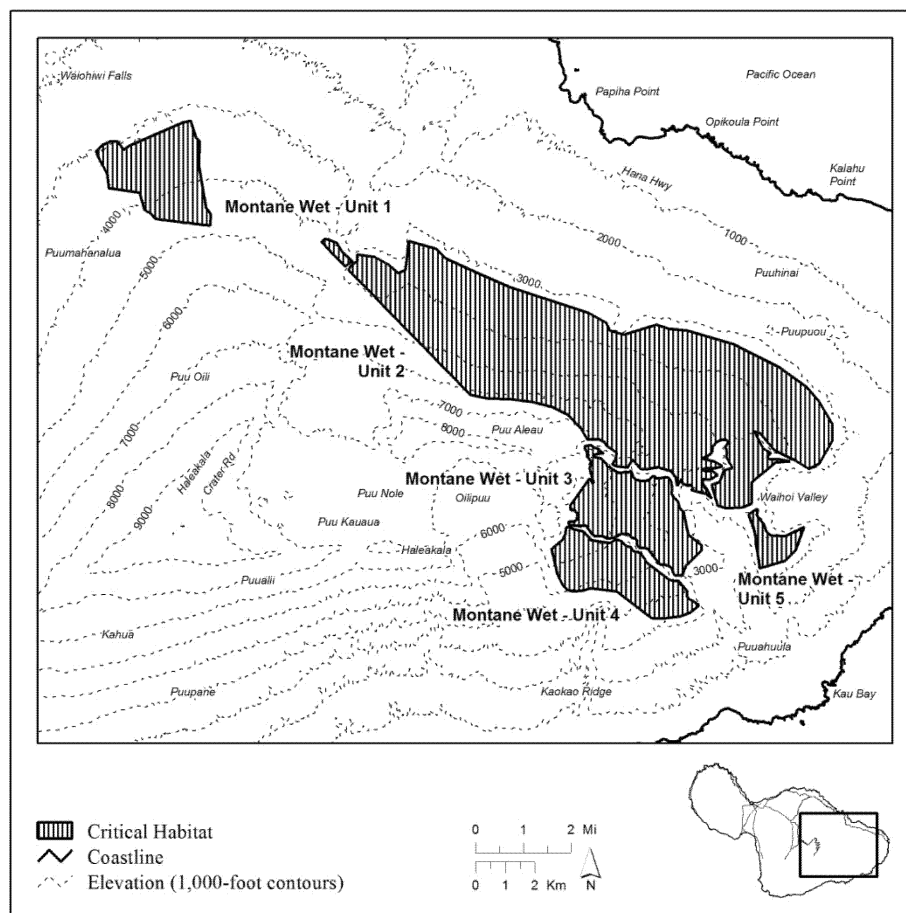 Waiohiwi Falls
Pacific Ocean
Papiha Point
Opikoula Point
Kalahu
Point
Hana Hwy
Montane Wet - Unit 1
4000
1000
2000
Puumahanalua
5000
3000
Puuhinai
6000
Puupuou
Montane Wet -
Unit 2
Puu Oili
7000
7000
8000
Puu Aleau
Haleakala
Crater Rd
Montane Wet - Unit 3
8000
9000
Puu Nole
Oilipuu
Waihoi Valley
Puu Kauaua
6000
Haleakala
5000
3000
Puualii
Montane Wet -
Unit 5
Montane Wet - Unit 4
Kahua
Puuahuula
Puupane
Kaokao Ridge
Kau Bay
Critical Habitat
Coastline
Elevation (1,000-foot contours)
0 1 2 Mi
0 1 2 Km
N